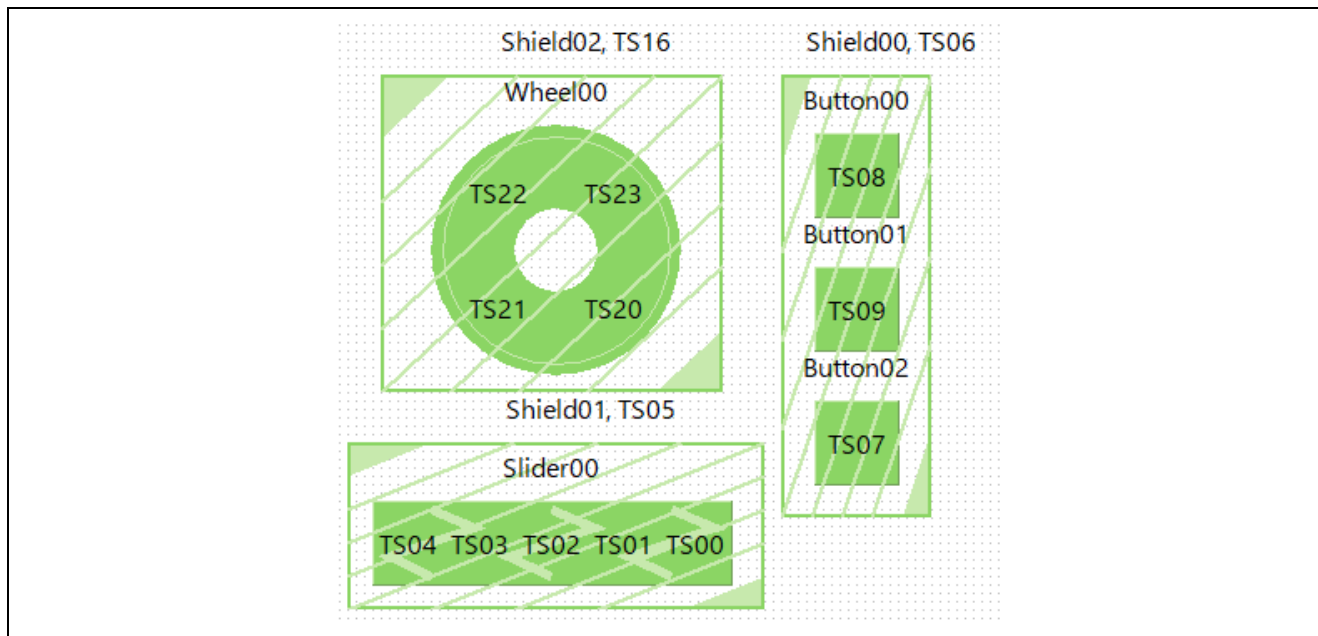 Shield02, TS16
Wheel00
TS22 TS23
TS21 TS20
Shield00, TS06
Button00
TS08
Button01
TS09
Button02
TS07
Shield01, TS05
Slider00
TS04 TS03 TS02 TS01 TS00